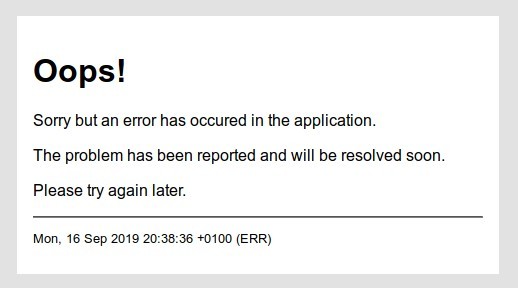 Oops!
Sorry but an error has occured in the application.
The problem has been reported and will be resolved soon.
Please try again later.
Mon, 16 Sep 2019 20:38:36 +0100 (ERR)